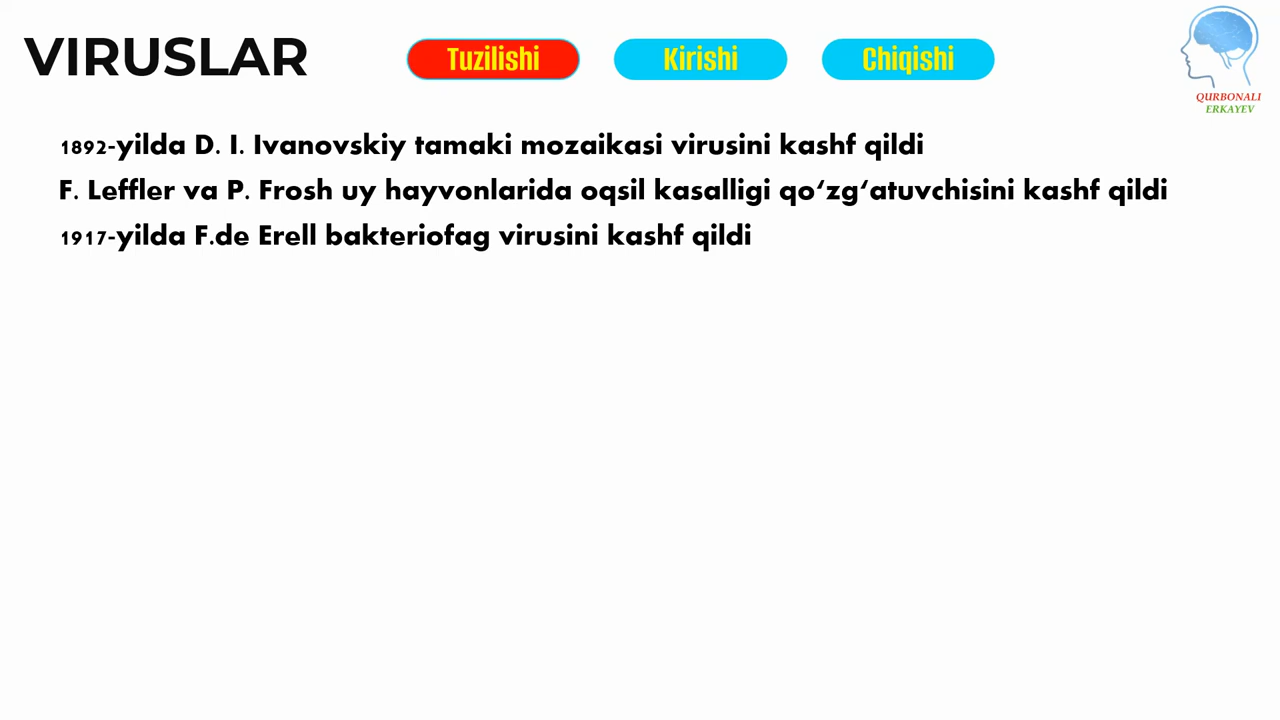 VIRUSLAR
Tuzilishi
Kirishi
Chiqishi
QURBONALI
ERKAYEV
1892-yilda D. I. Ivanovskiy tamaki mozaikasi virusini kashf qildi
F. Leffler va P. Frosh uy hayvonlarida oqsil kasalligi qo‘zg‘atuvchisini kashf qildi
1917-yilda F.de Erell bakteriofag virusini kashf qildi